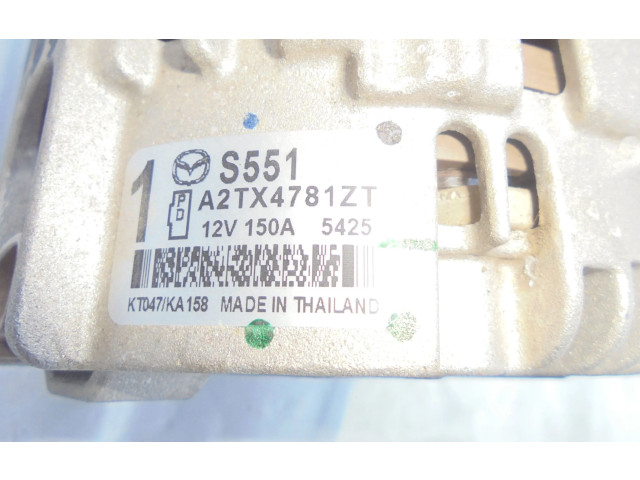 1 S551
P
D
A2TX4781ZT
12V 150A 5425
KT047/KA158 MADE IN THAILAND